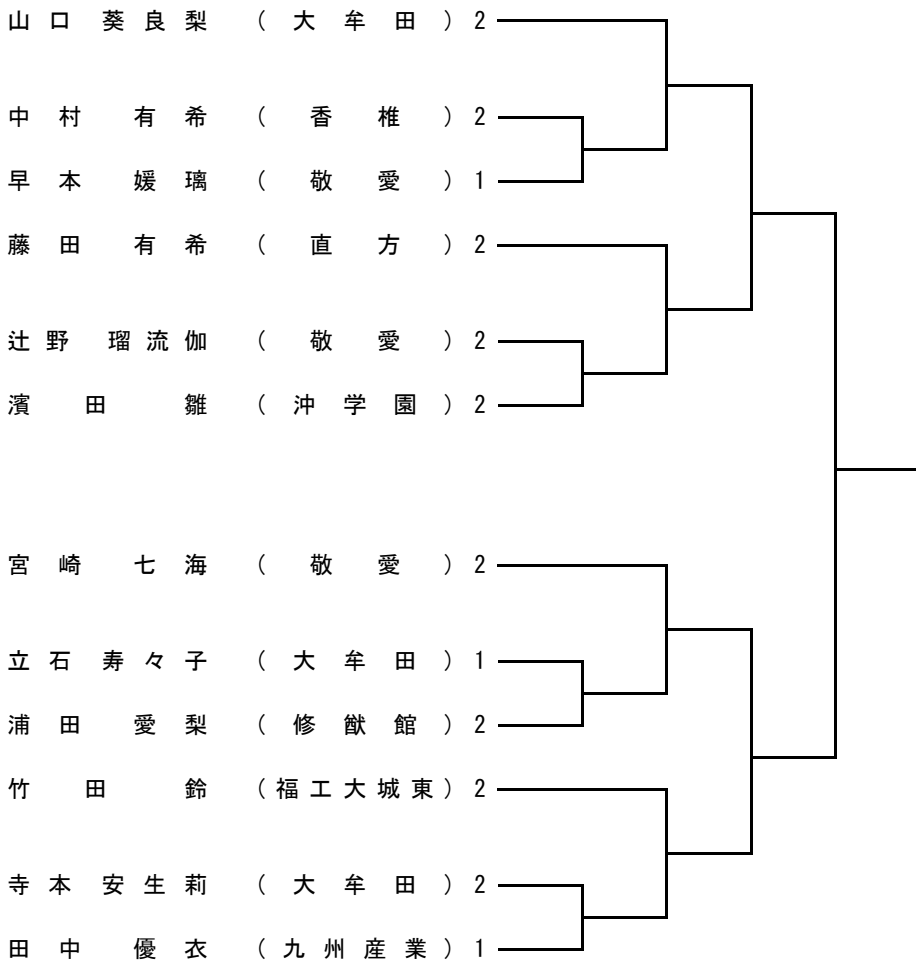 山口 葵良梨 (大牟田) 2
中村 有希 (香椎) 2
早本 媛璃 (敬愛) 1
藤田 有希 (直方) 2
辻野 瑠流伽 (敬愛) 2
濱田 雛 (沖学園) 2
宮崎 七海 (敬愛) 2
立石 寿々子 (大牟田) 1
浦田 愛梨 (修猷館) 2
竹田 鈴 (福工大城東) 2
寺本 安生莉 (大牟田) 2
田中 優衣 (九州産業) 1